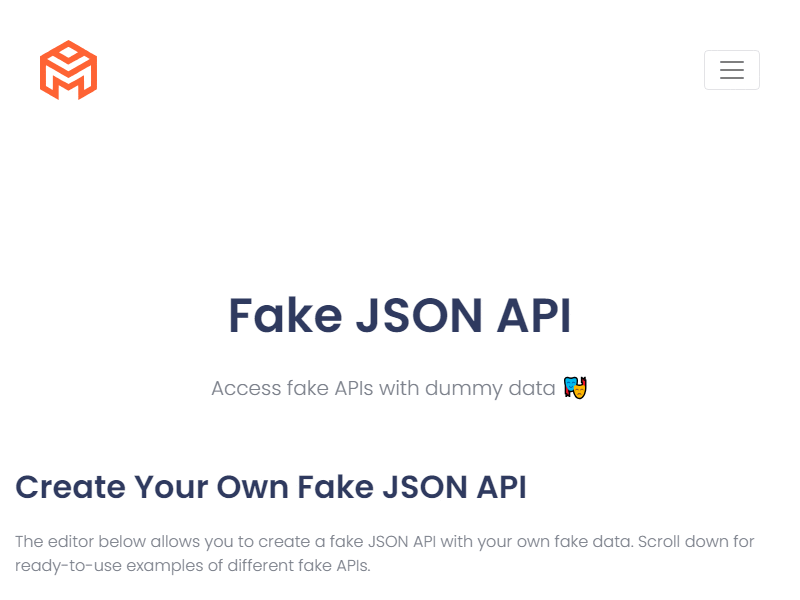 Fake JSON API
Access fake APIs with dummy data 🎭
Create Your Own Fake JSON API
The editor below allows you to create a fake JSON API with your own fake data. Scroll down for
ready-to-use examples of different fake APIs.